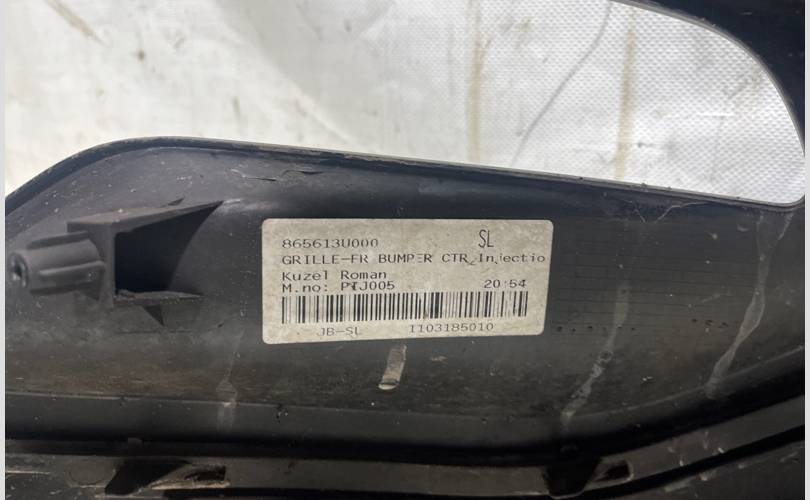 865613U000 SL
GRILLE-FR BUMPER CTR_Injectio
Kuzel Roman
M.no: PTJ005 20:54
JB-SL 1103185010